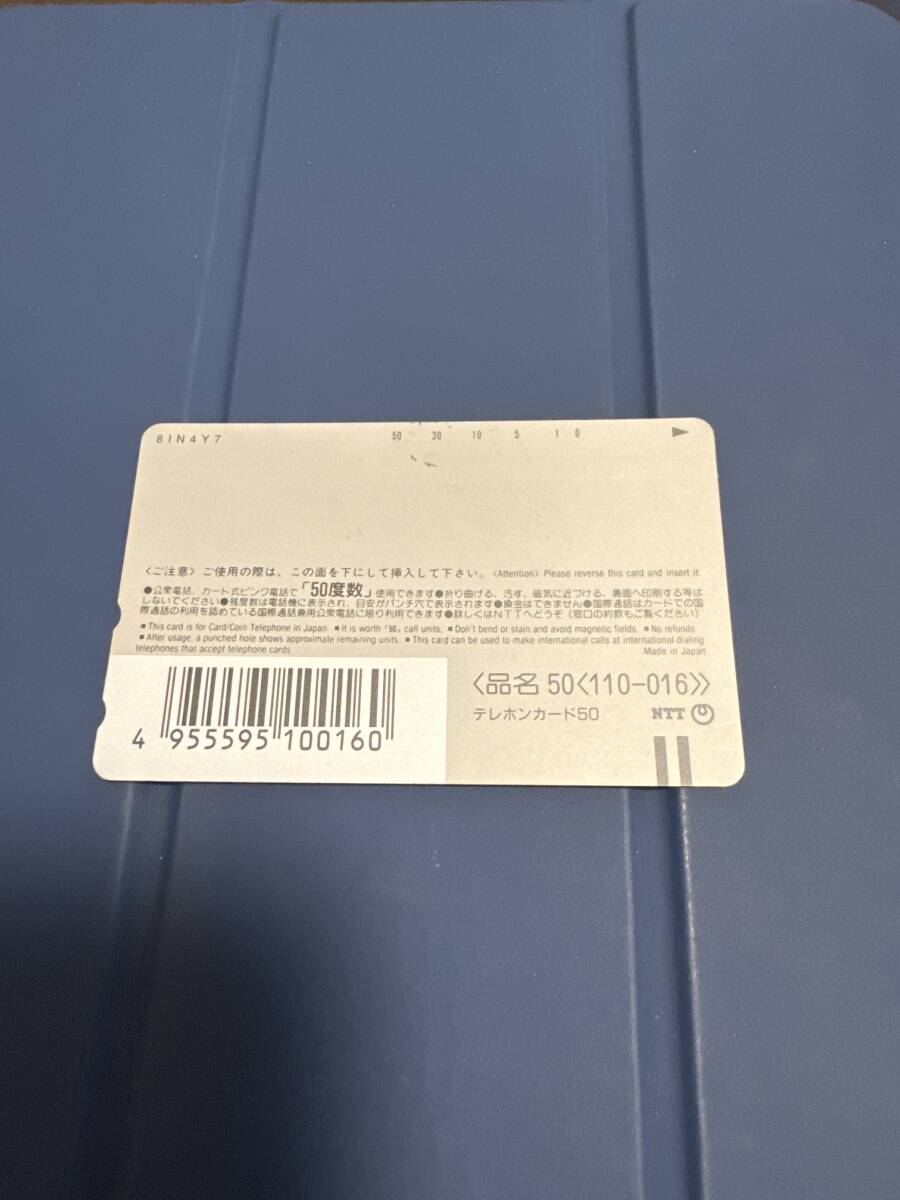 8IN4Y7 50 30 10 5 1 0
〈ご注意〉ご使用の際は、この面を下にして挿入して下さい。〈Attention〉Please reverse this card and insert it.
●公衆電話、カード式ピンク電話で「50度数」使用できます●折り曲げる、汚す、磁気に近づける、裏面へ印刷する等は
しないでください●残度数は電話機に表示され、目安がパンチ穴で表示されます●換金はできません●国際通話はカードでの国
際通話の利用を認めている国際通話兼用公衆電話に限り利用できます●詳しくはNTTへどうぞ(窓口の約款もご覧ください)
■This card is for Card/Coin Telephone in Japan. ■It is worth「50」call units. ■Don't bend or stain and avoid magnetic fields. ■No refunds.
■After usage, a punched hole shows approximate remaining units. ■This card can be used to make international calls at international dialing
telephones that accept telephone cards. Made in Japan
〈品名 50〈110-016〉〉
テレホンカード50 NTT
4 955595 100160